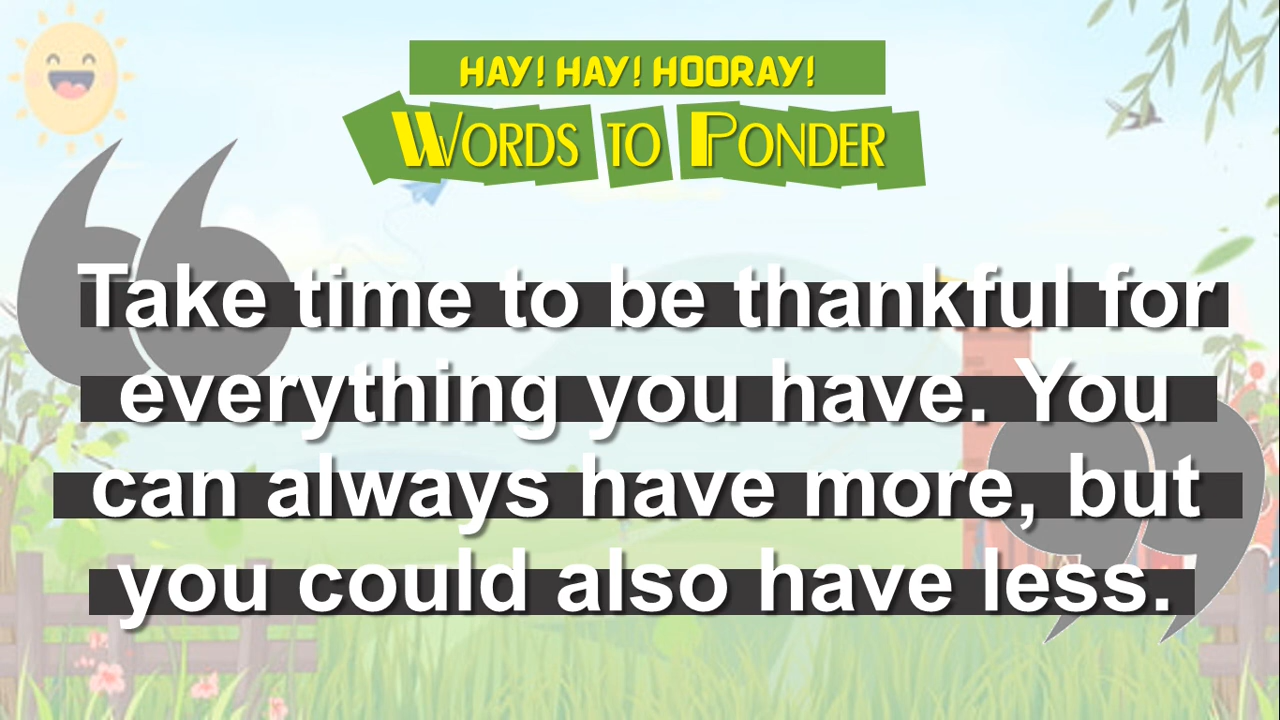 HAY! HAY! HOORAY!
WORDS TO PONDER
Take time to be thankful for
everything you have. You
can always have more, but
you could also have less.